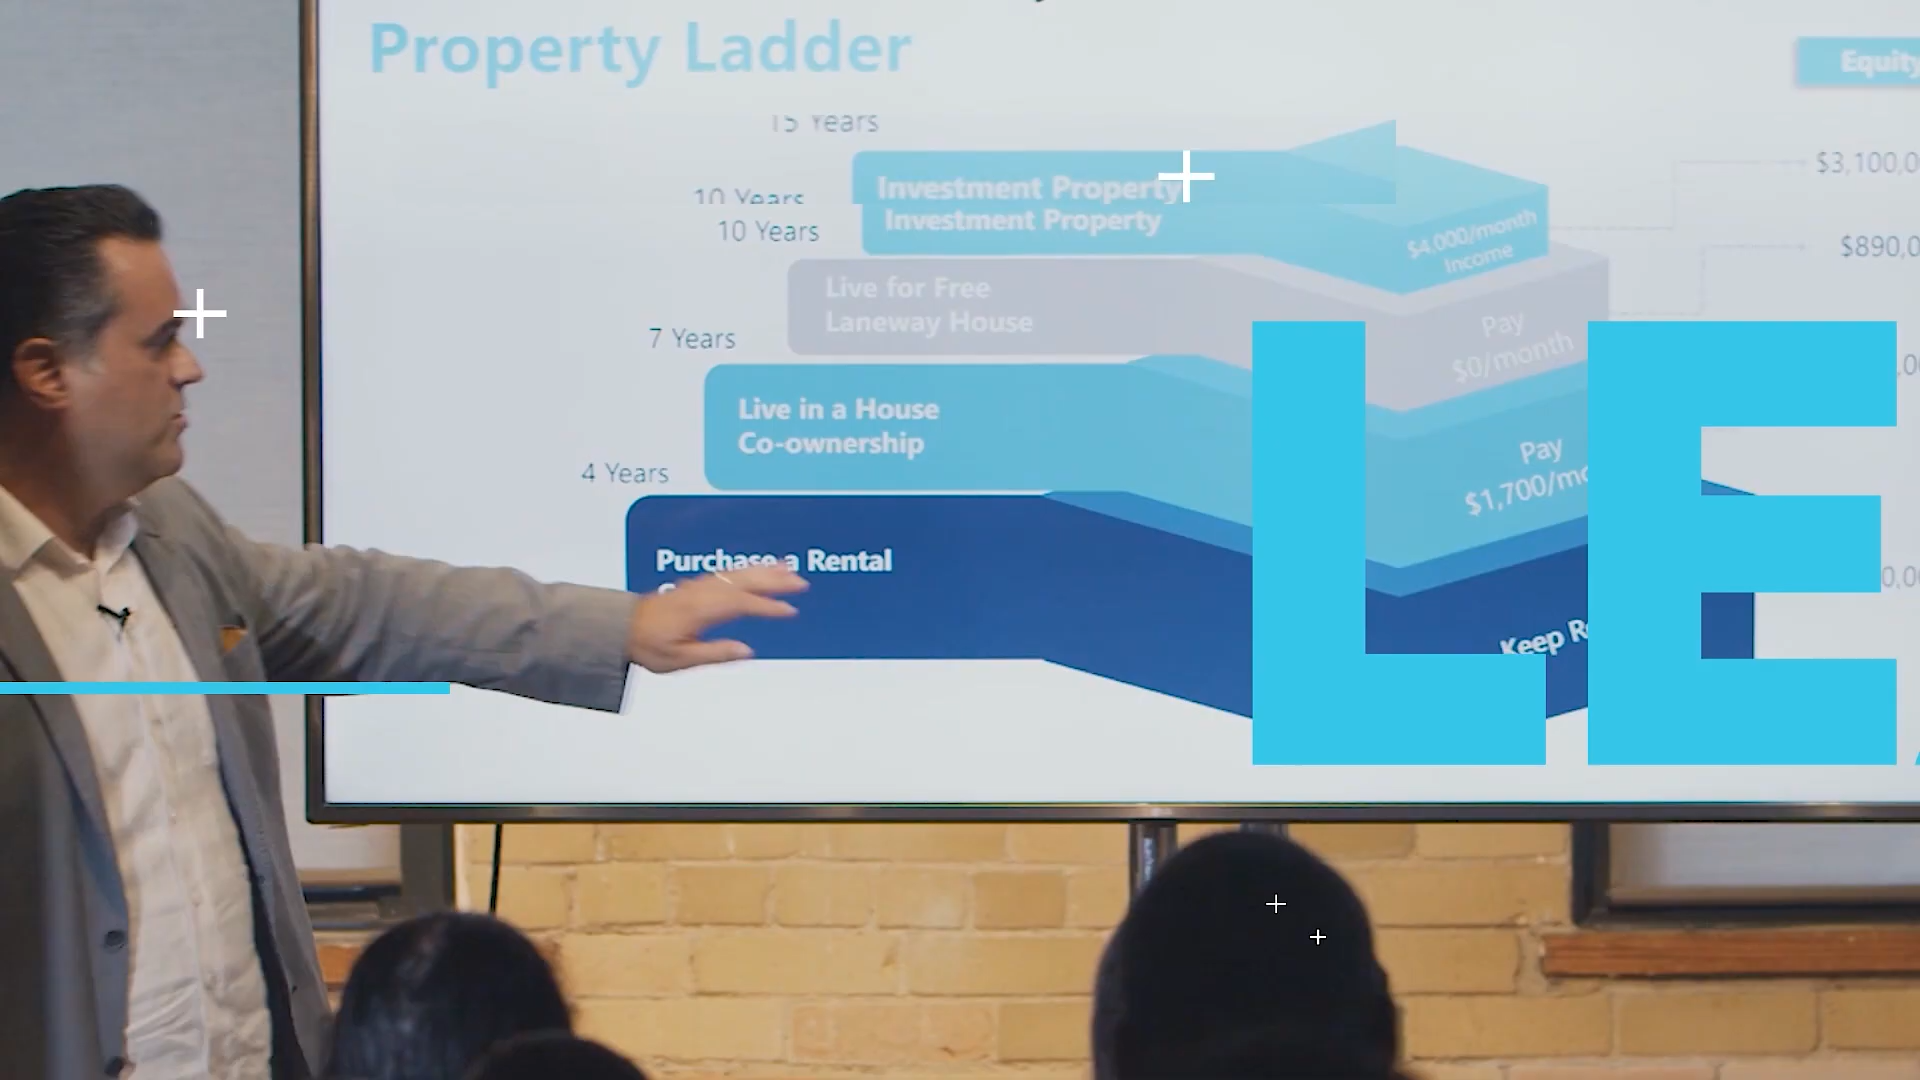 Property Ladder
Equity
15 Years
$3,100,0
Investment Property
10 Years
Investment Property
10 Years
$4,000/month
Income
$890,0
Live for Free
Laneway House
Pay
$0/month
7 Years
Live in a House
Co-ownership
Pay
$1,700/mo
4 Years
Purchase a Rental
Keep R
LE